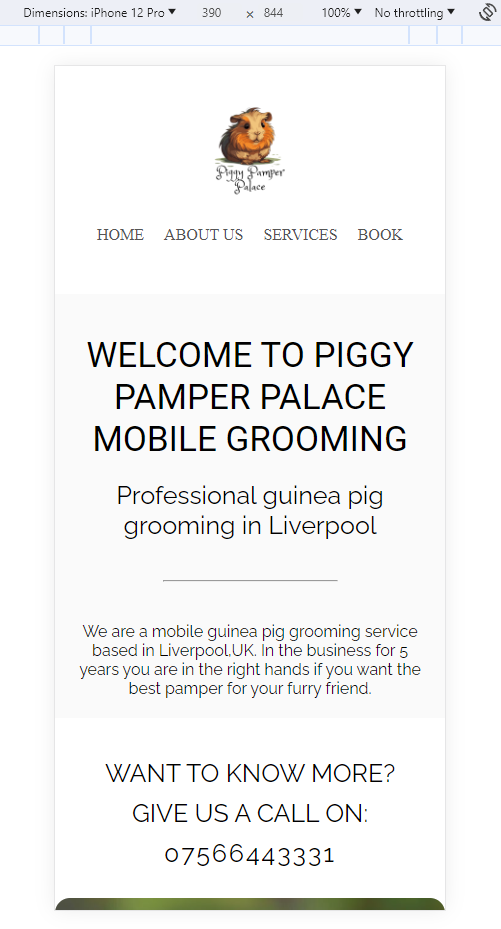 Dimensions: iPhone 12 Pro 390 × 844 100% No throttling
Piggy Pamper
Palace
HOME ABOUT US SERVICES BOOK
WELCOME TO PIGGY
PAMPER PALACE
MOBILE GROOMING
Professional guinea pig
grooming in Liverpool
We are a mobile guinea pig grooming service
based in Liverpool,UK. In the business for 5
years you are in the right hands if you want the
best pamper for your furry friend.
WANT TO KNOW MORE?
GIVE US A CALL ON:
07566443331